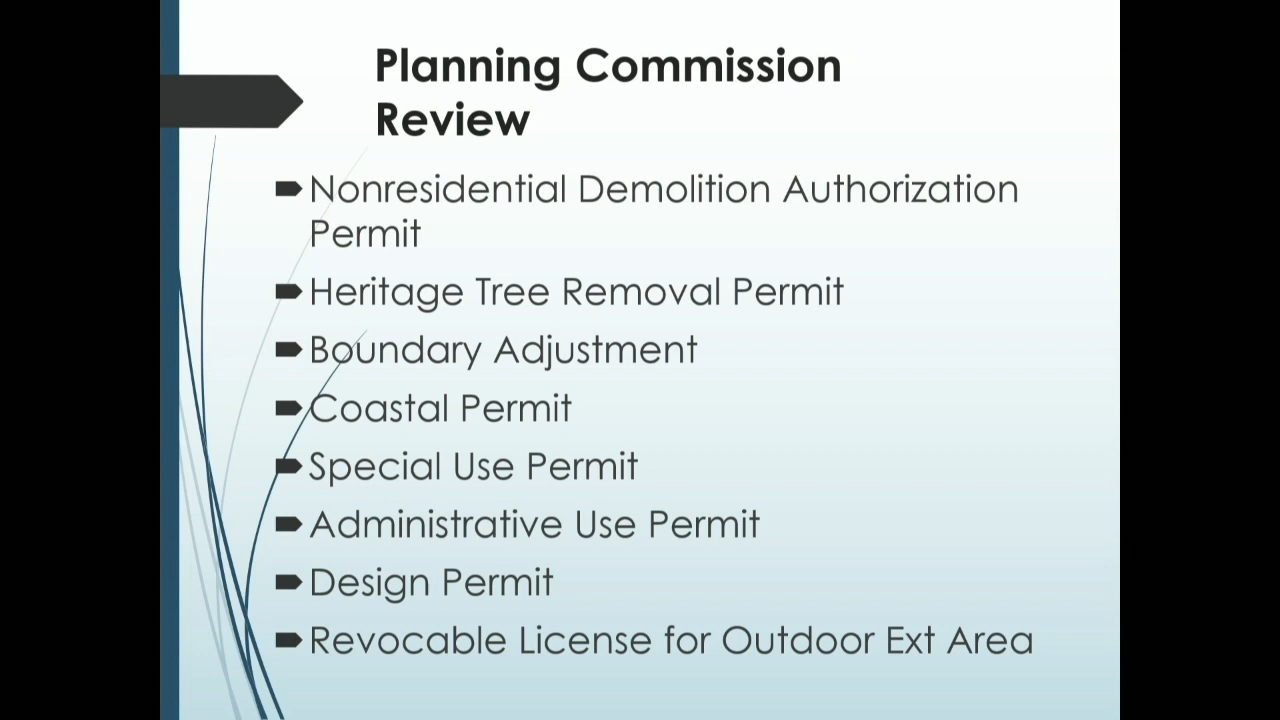 Planning Commission
Review
Nonresidential Demolition Authorization
Permit
Heritage Tree Removal Permit
Boundary Adjustment
Coastal Permit
Special Use Permit
Administrative Use Permit
Design Permit
Revocable License for Outdoor Ext Area